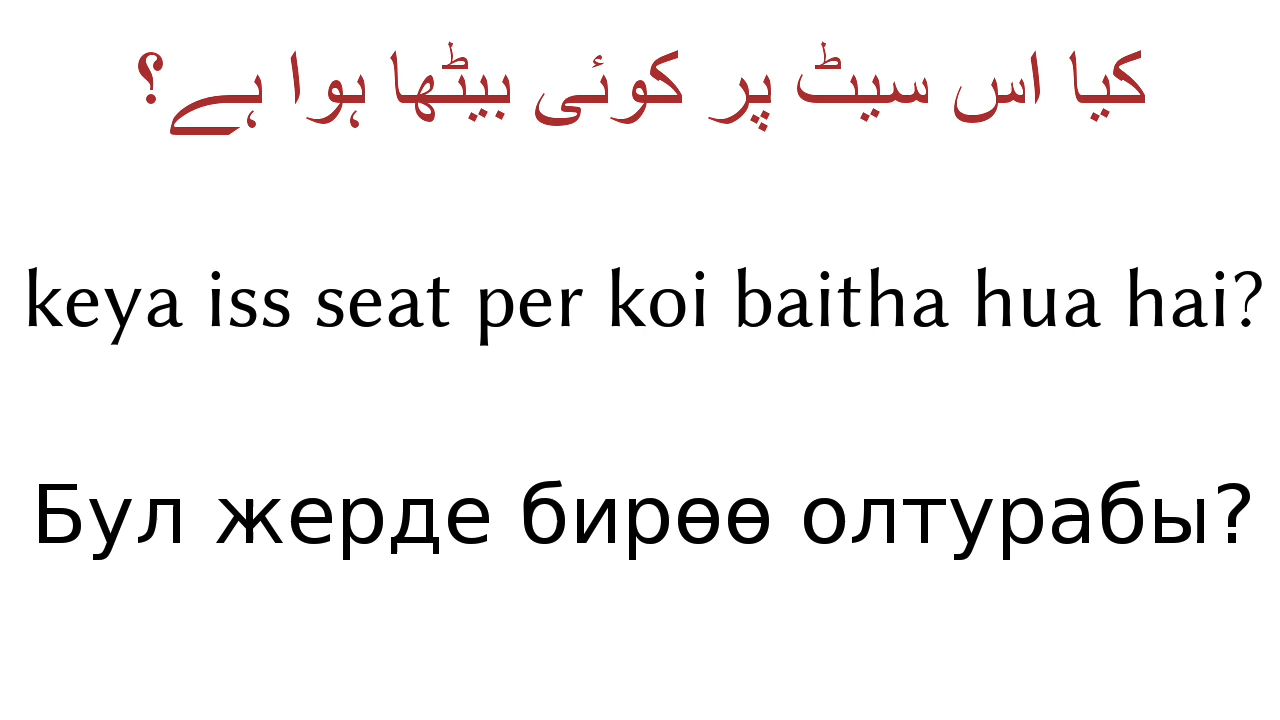 کیا اس سیٹ پر کوئی بیٹھا ہوا ہے؟
keya iss seat per koi baitha hua hai?
Бул жерде бирөө олтурабы?